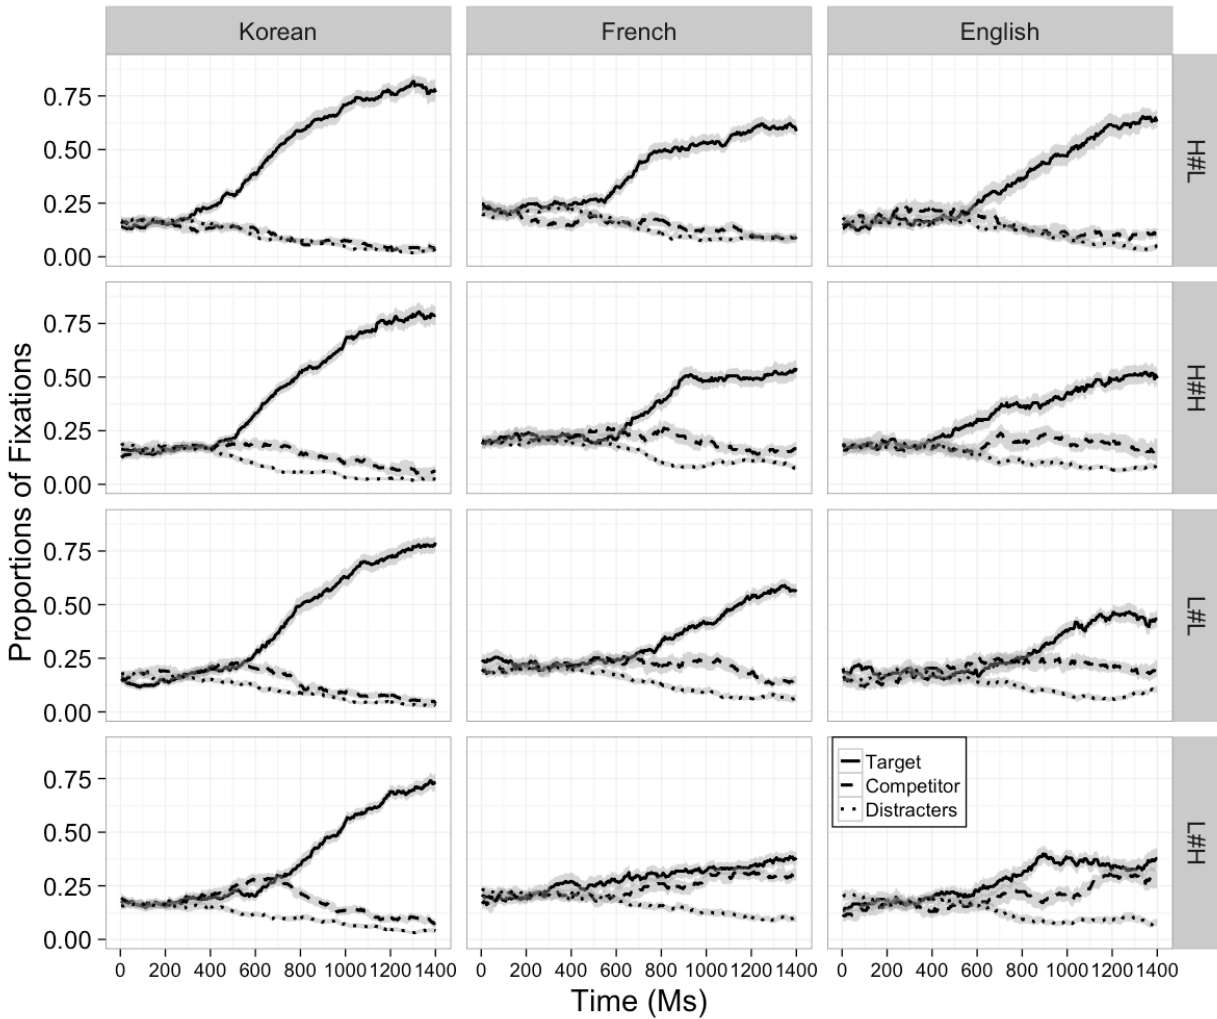 Korean French English
0.75
0.50
0.25
0.00
H#L
0.75
0.50
0.25
0.00
H#H
0.75
0.50
0.25
0.00
L#L
0.75
0.50
0.25
0.00
L#H
Proportions of Fixations
Target
Competitor
Distracters
0 200 400 600 800 1000 1200 1400 0 200 400 600 800 1000 1200 1400 0 200 400 600 800 1000 1200 1400
Time (Ms)